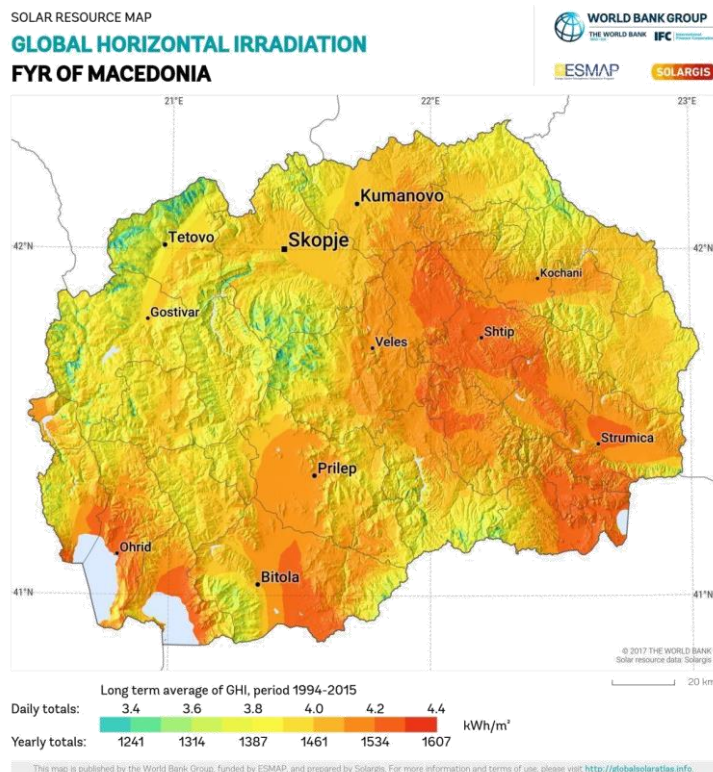 SOLAR RESOURCE MAP
GLOBAL HORIZONTAL IRRADIATION
FYR OF MACEDONIA
WORLD BANK GROUP
THE WORLD BANK IFC
ESMAP
SOLARGIS
21°E 22°E 23°E
Kumanovo
42°N Tetovo Skopje 42°N
Kochani
Gostivar
Veles Shtip
Strumica
Prilep
Ohrid
Bitola
41°N 41°N
© 2017 THE WORLD BANK
Solar resource data: Solargis
20 km
Long term average of GHI, period 1994-2015
Daily totals: 3.4 3.6 3.8 4.0 4.2 4.4
kWh/m²
Yearly totals: 1241 1314 1387 1461 1534 1607
This map is published by the World Bank Group, funded by ESMAP, and prepared by Solargis. For more information and terms of use, please visit http://globalsolaratlas.info.